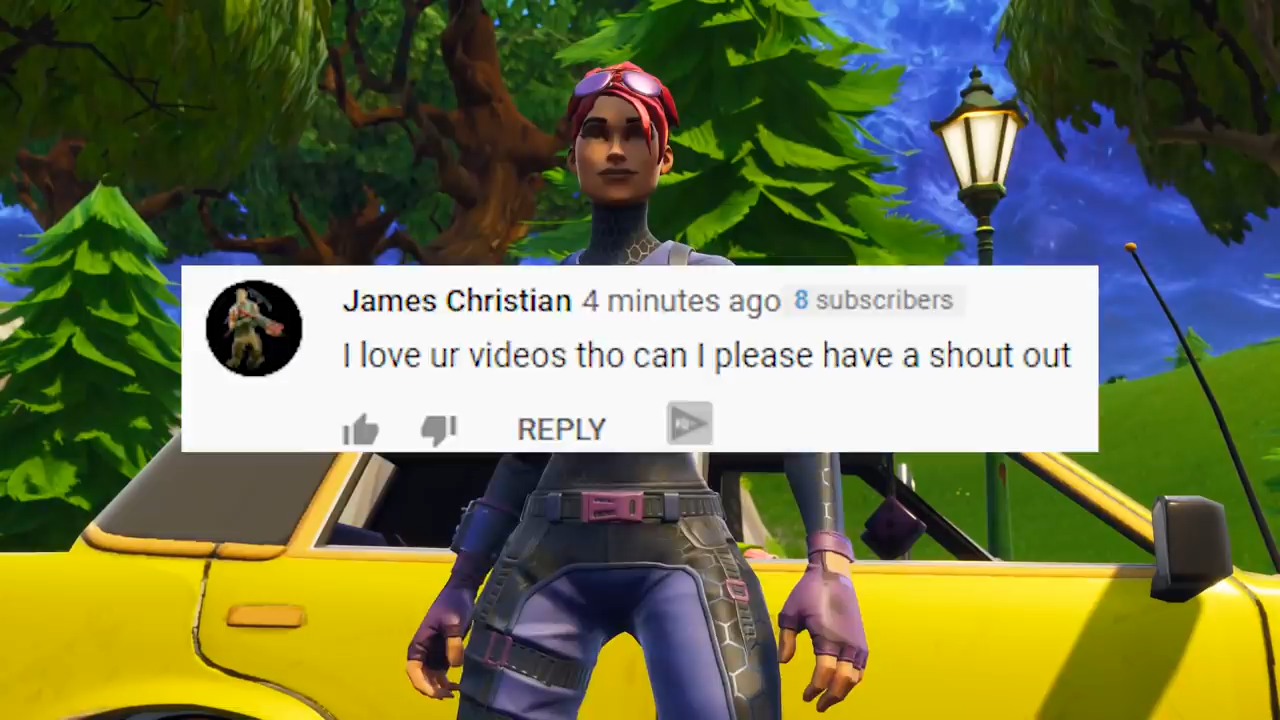 James Christian 4 minutes ago 8 subscribers
I love ur videos tho can I please have a shout out
REPLY